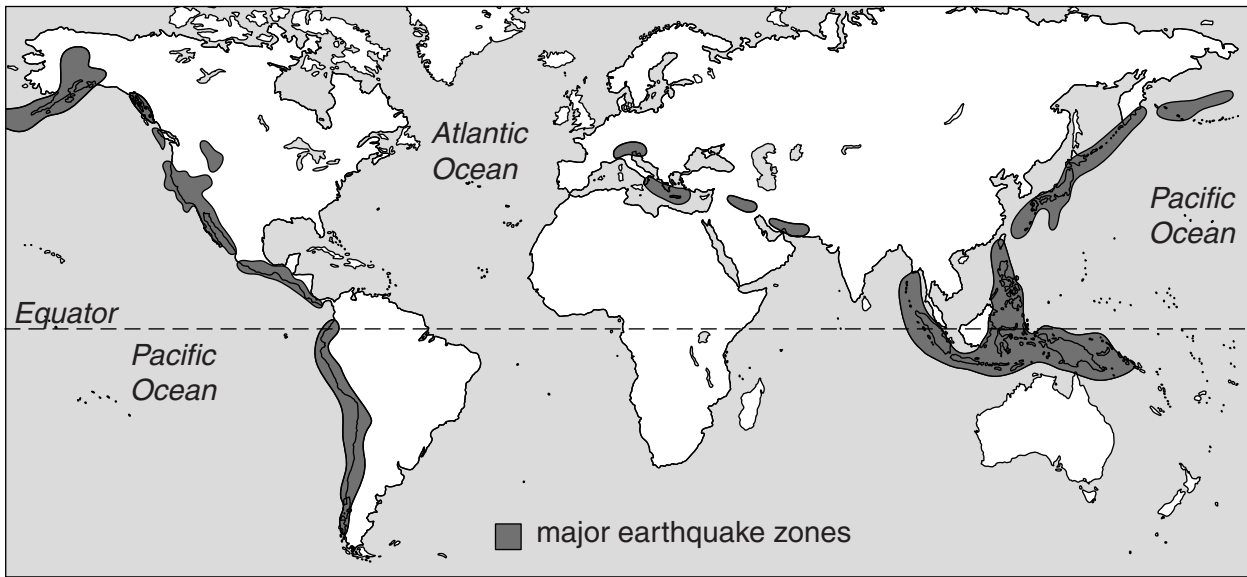 Atlantic
Ocean
Pacific
Ocean
Equator
Pacific
Ocean
major earthquake zones